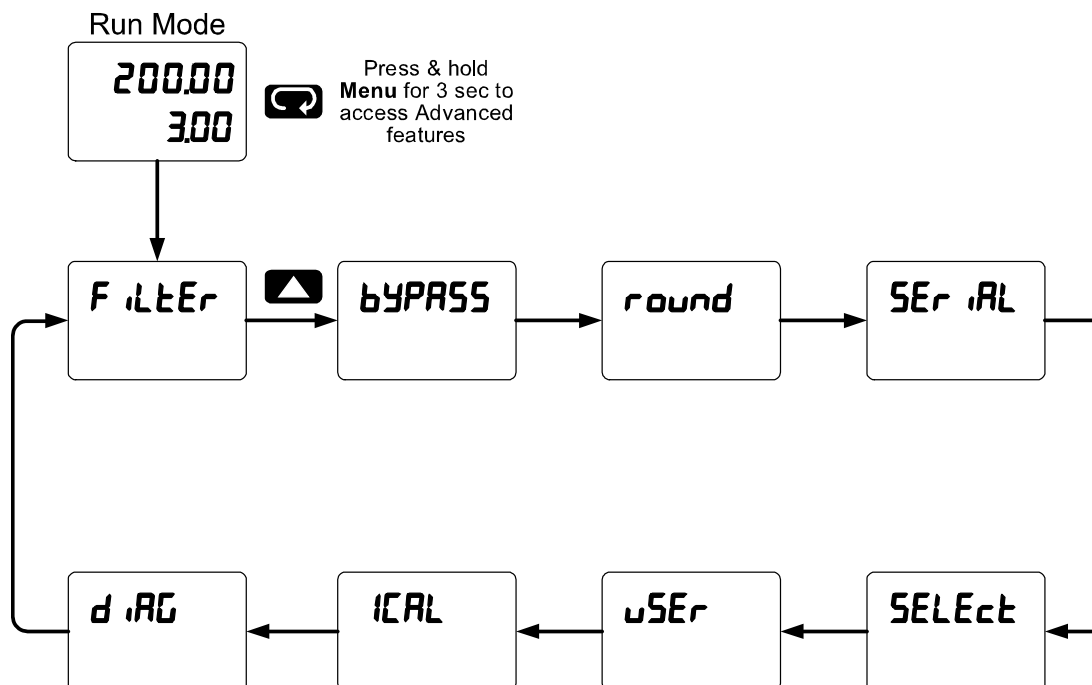 Run Mode
200.00
3.00
Press & hold
Menu for 3 sec to
access Advanced
features
FiLtEr
bYPASS
round
SEriAL
diAG
ICAL
uSEr
SELEct